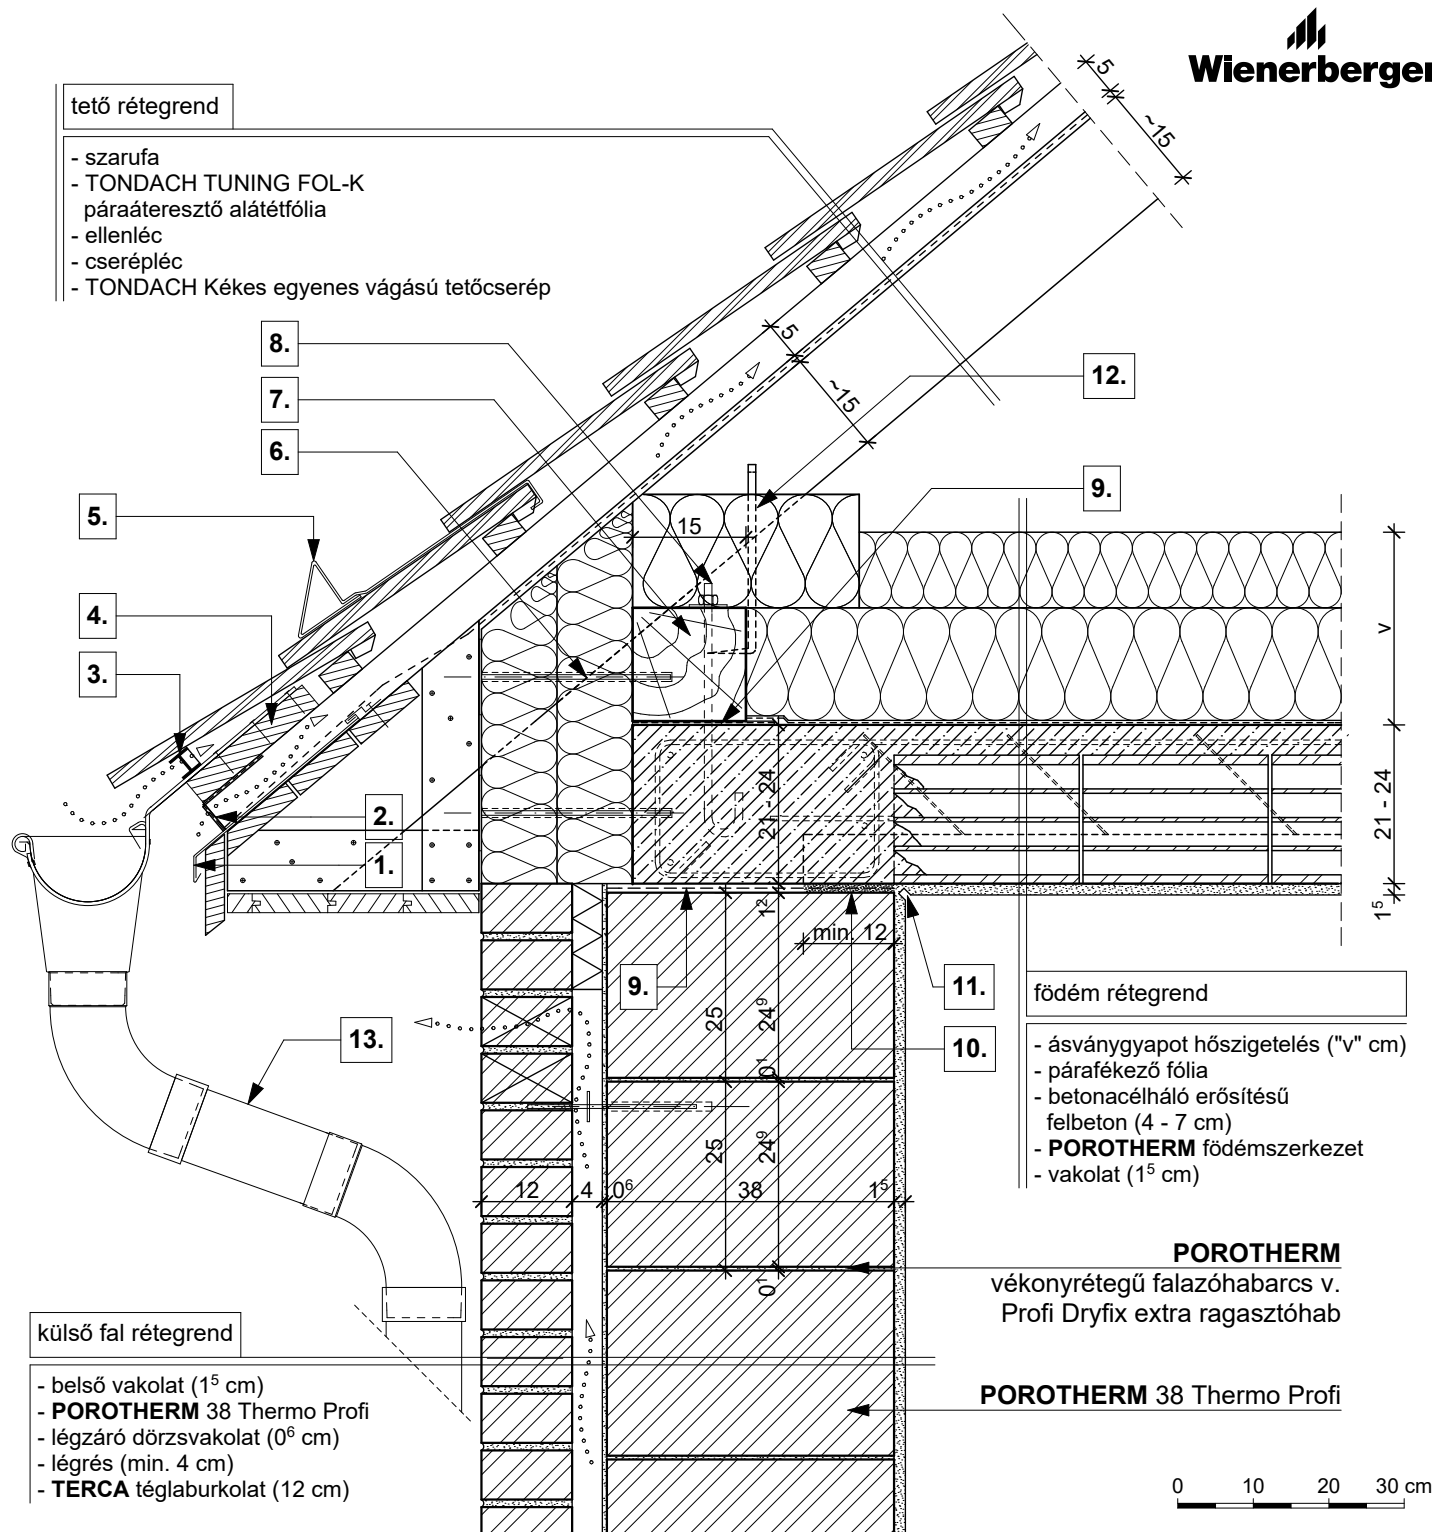 Wienerberger
tető rétegrend
- szarufa
- TONDACH TUNING FOL-K
páraáteresztő alátétfólia
- ellenléc
- cserépléc
- TONDACH Kékes egyenes vágású tetőcserép
5
~15
8.
7.
6.
5
~15
12.
9.
5.
15
4.
3.
v
2.
1.
21 - 24
21 - 24
1²
1⁵
min. 12
9.
11.
10.
13.
25
24⁹
0¹
25
24⁹
0¹
12
4
0⁶
38
1⁵
födém rétegrend
- ásványgyapot hőszigetelés ("v" cm)
- párafékező fólia
- betonacélháló erősítésű
felbeton (4 - 7 cm)
- POROTHERM födémszerkezet
- vakolat (1⁵ cm)
POROTHERM
vékonyrétegű falazóhabarcs v.
Profi Dryfix extra ragasztóhab
POROTHERM 38 Thermo Profi
külső fal rétegrend
- belső vakolat (1⁵ cm)
- POROTHERM 38 Thermo Profi
- légzáró dörzsvakolat (0⁶ cm)
- légrés (min. 4 cm)
- TERCA téglaburkolat (12 cm)
0 10 20 30 cm